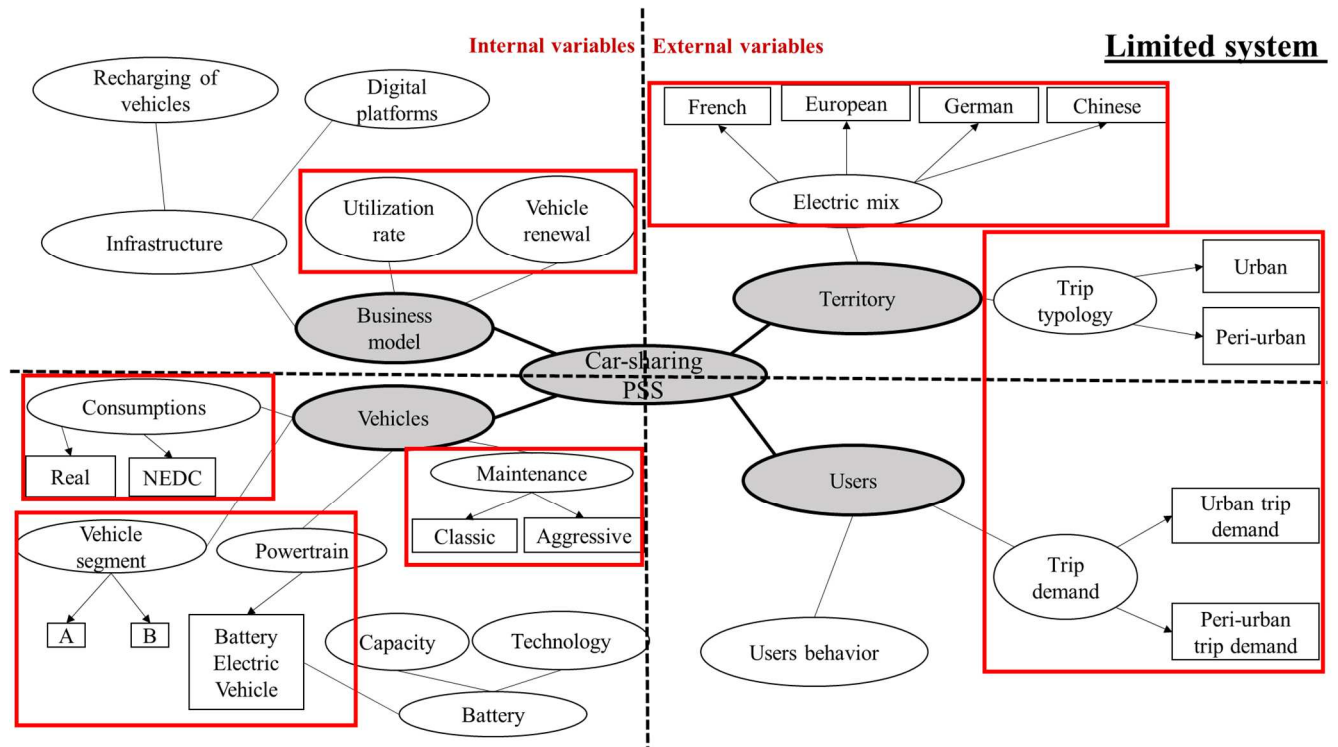 Internal variables
External variables
Limited system
Recharging of
vehicles
Digital
platforms
French
European
German
Chinese
Utilization
rate
Vehicle
renewal
Electric mix
Infrastructure
Business
model
Territory
Trip
typology
Urban
Peri-urban
Car-sharing
PSS
Consumptions
Vehicles
Real
NEDC
Maintenance
Classic
Aggressive
Users
Vehicle
segment
Powertrain
A
B
Battery
Electric
Vehicle
Capacity
Technology
Battery
Users behavior
Trip
demand
Urban trip
demand
Peri-urban
trip demand